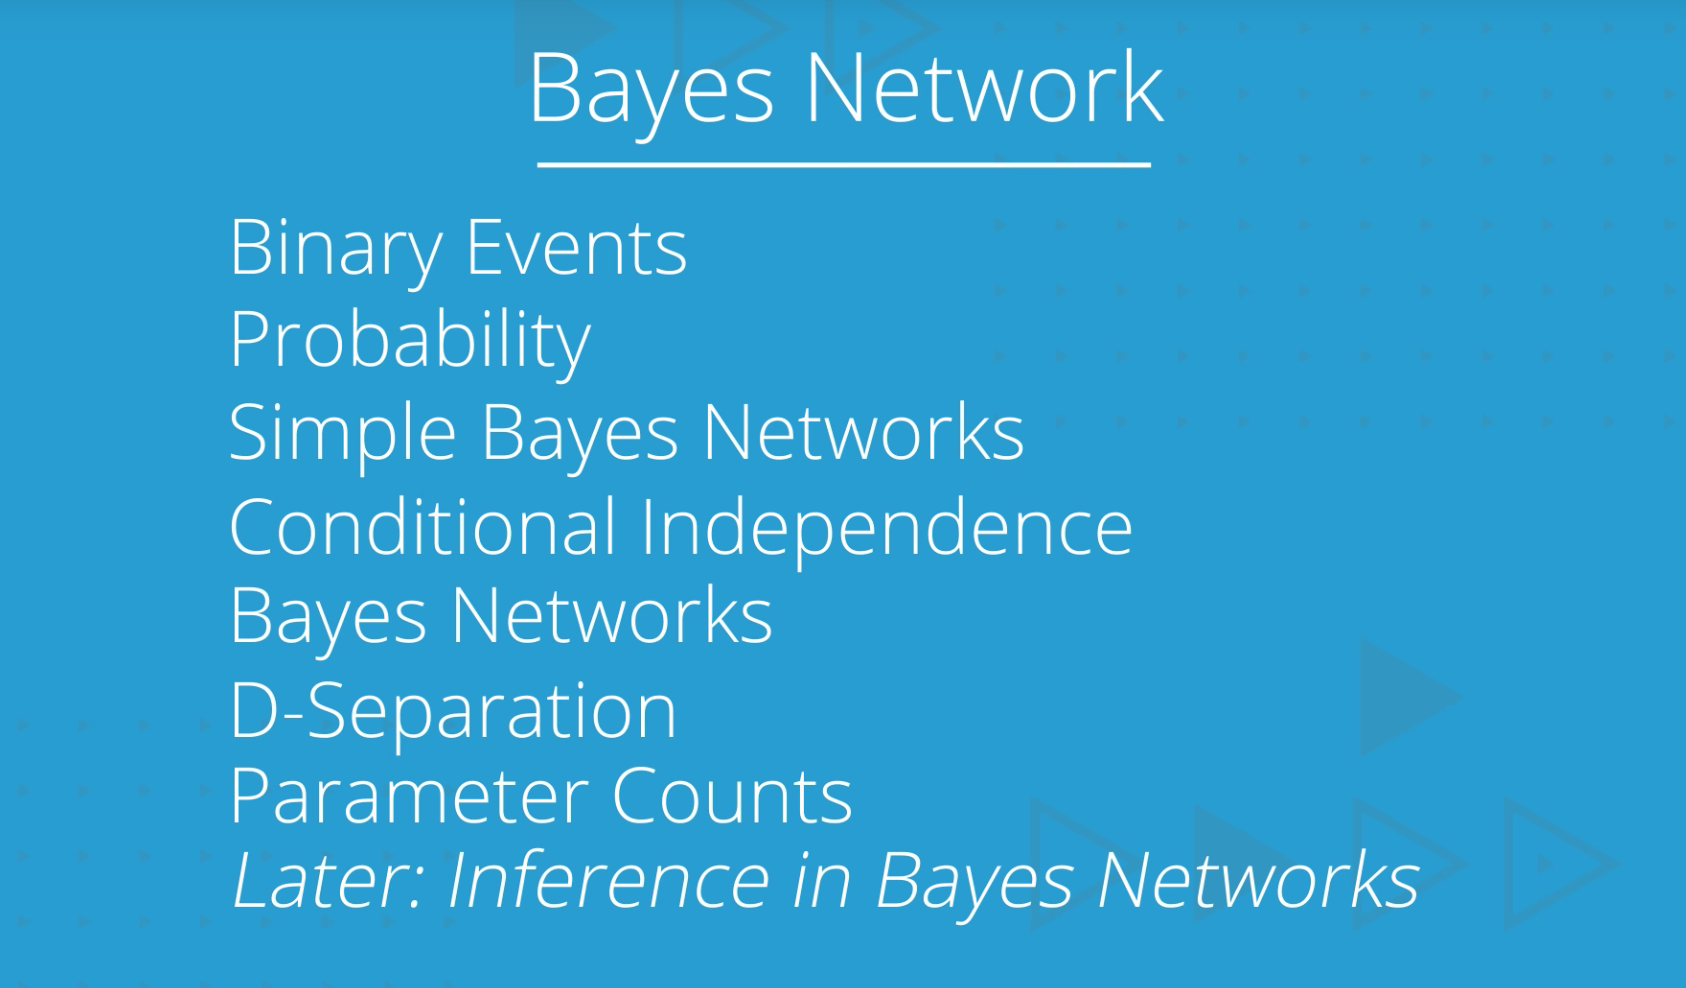 Bayes Network
Binary Events
Probability
Simple Bayes Networks
Conditional Independence
Bayes Networks
D-Separation
Parameter Counts
Later: Inference in Bayes Networks